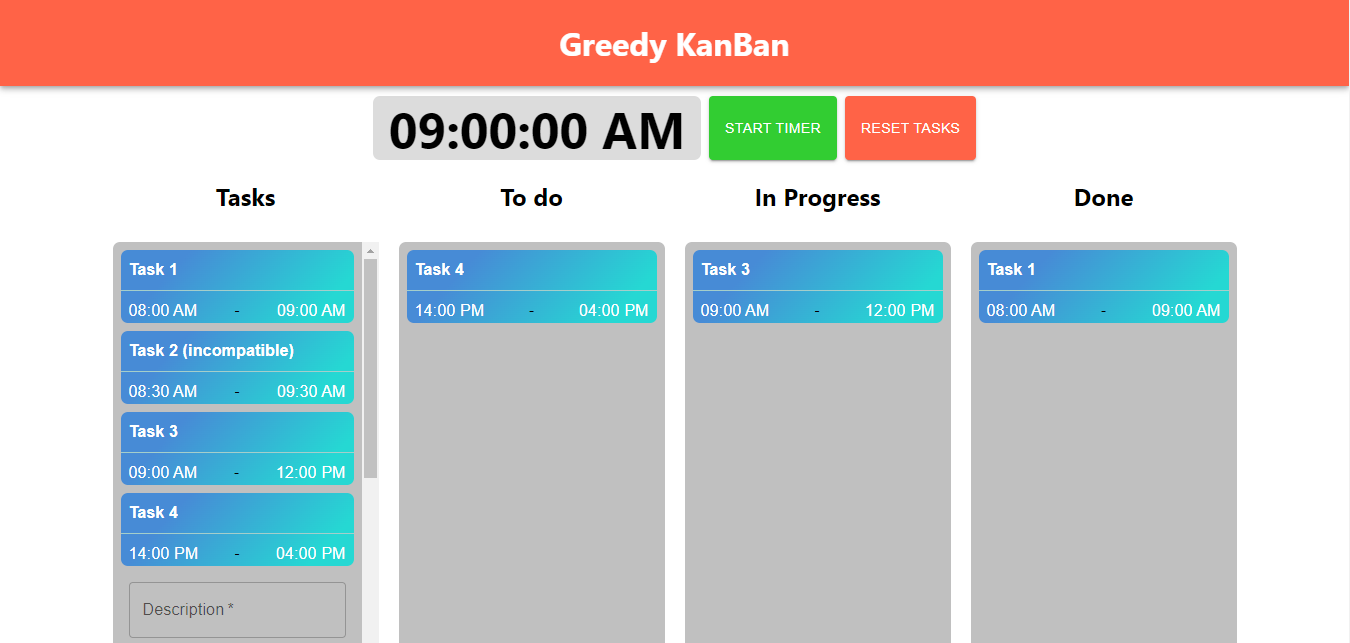 Greedy KanBan
09:00:00 AM
START TIMER
RESET TASKS
Tasks
Task 1
08:00 AM - 09:00 AM
Task 2 (incompatible)
08:30 AM - 09:30 AM
Task 3
09:00 AM - 12:00 PM
Task 4
14:00 PM - 04:00 PM
Description *
To do
Task 4
14:00 PM - 04:00 PM
In Progress
Task 3
09:00 AM - 12:00 PM
Done
Task 1
08:00 AM - 09:00 AM